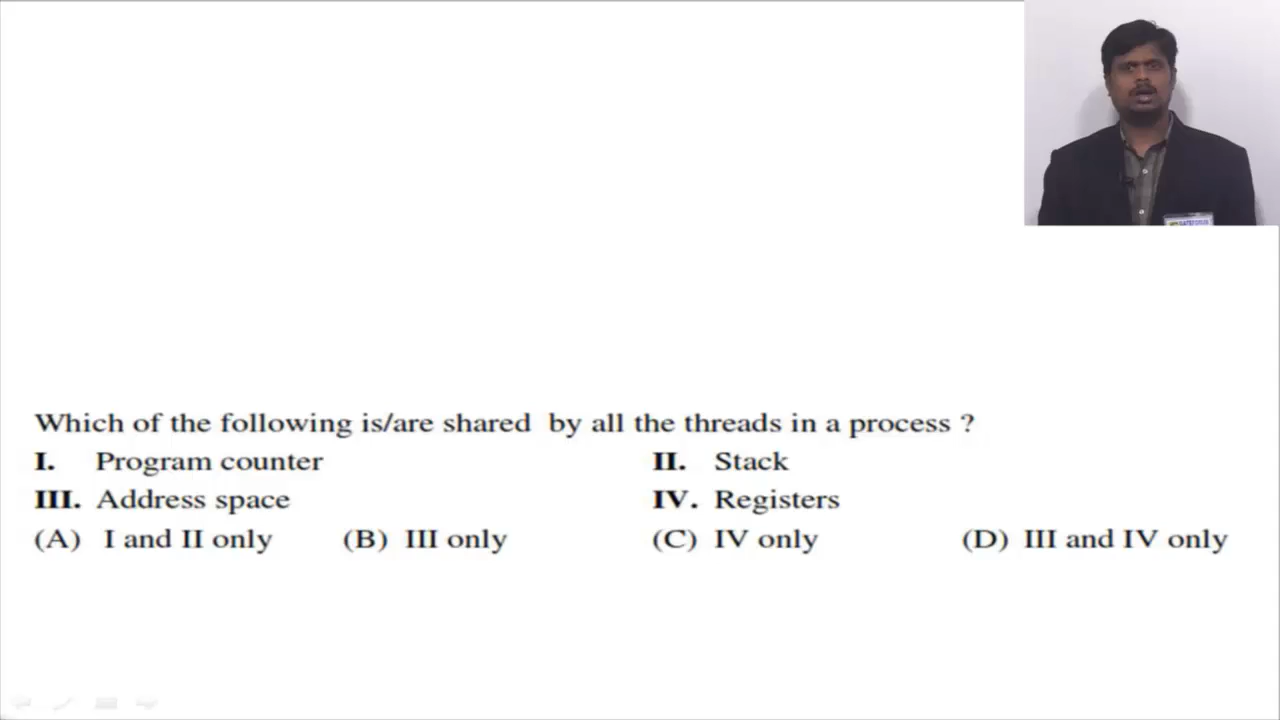 Which of the following is/are shared by all the threads in a process ?
I. Program counter II. Stack
III. Address space IV. Registers
(A) I and II only (B) III only (C) IV only (D) III and IV only